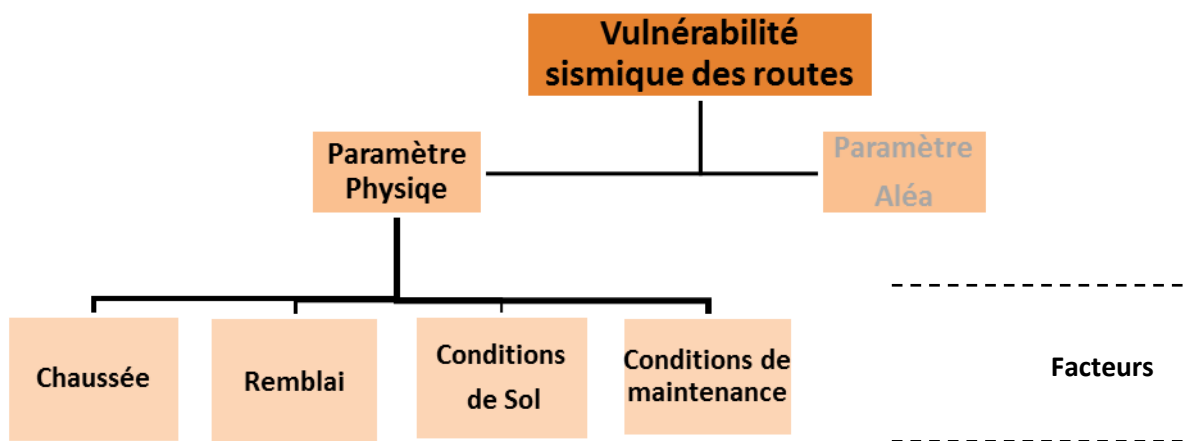 Vulnérabilité
sismique des routes
Paramètre
Physiqe
Paramètre
Aléa
Chaussée
Remblai
Conditions
de Sol
Conditions de
maintenance
Facteurs